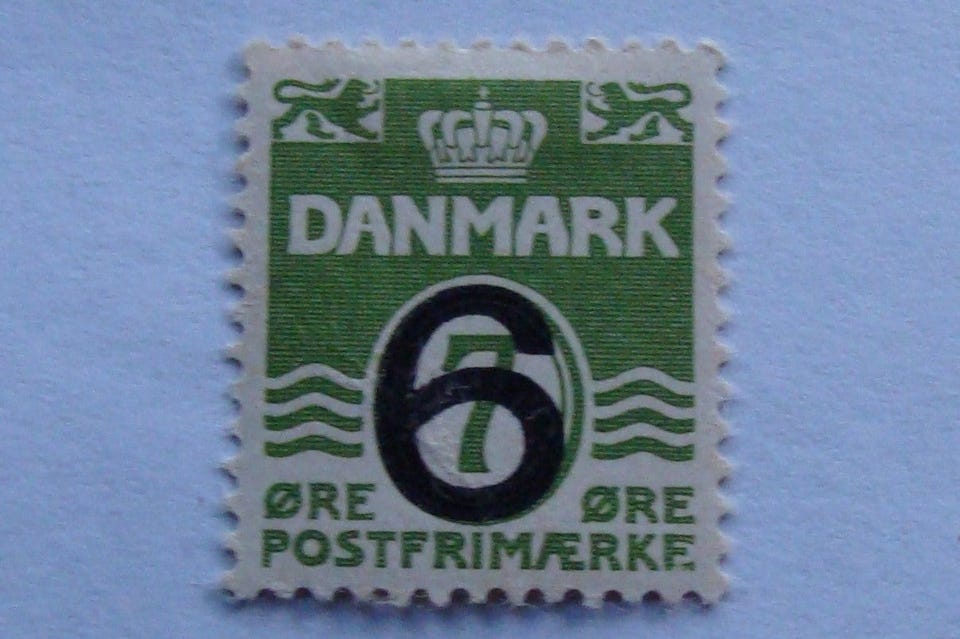 DANMARK
6
7
ØRE ØRE
POSTFRIMÆRKE